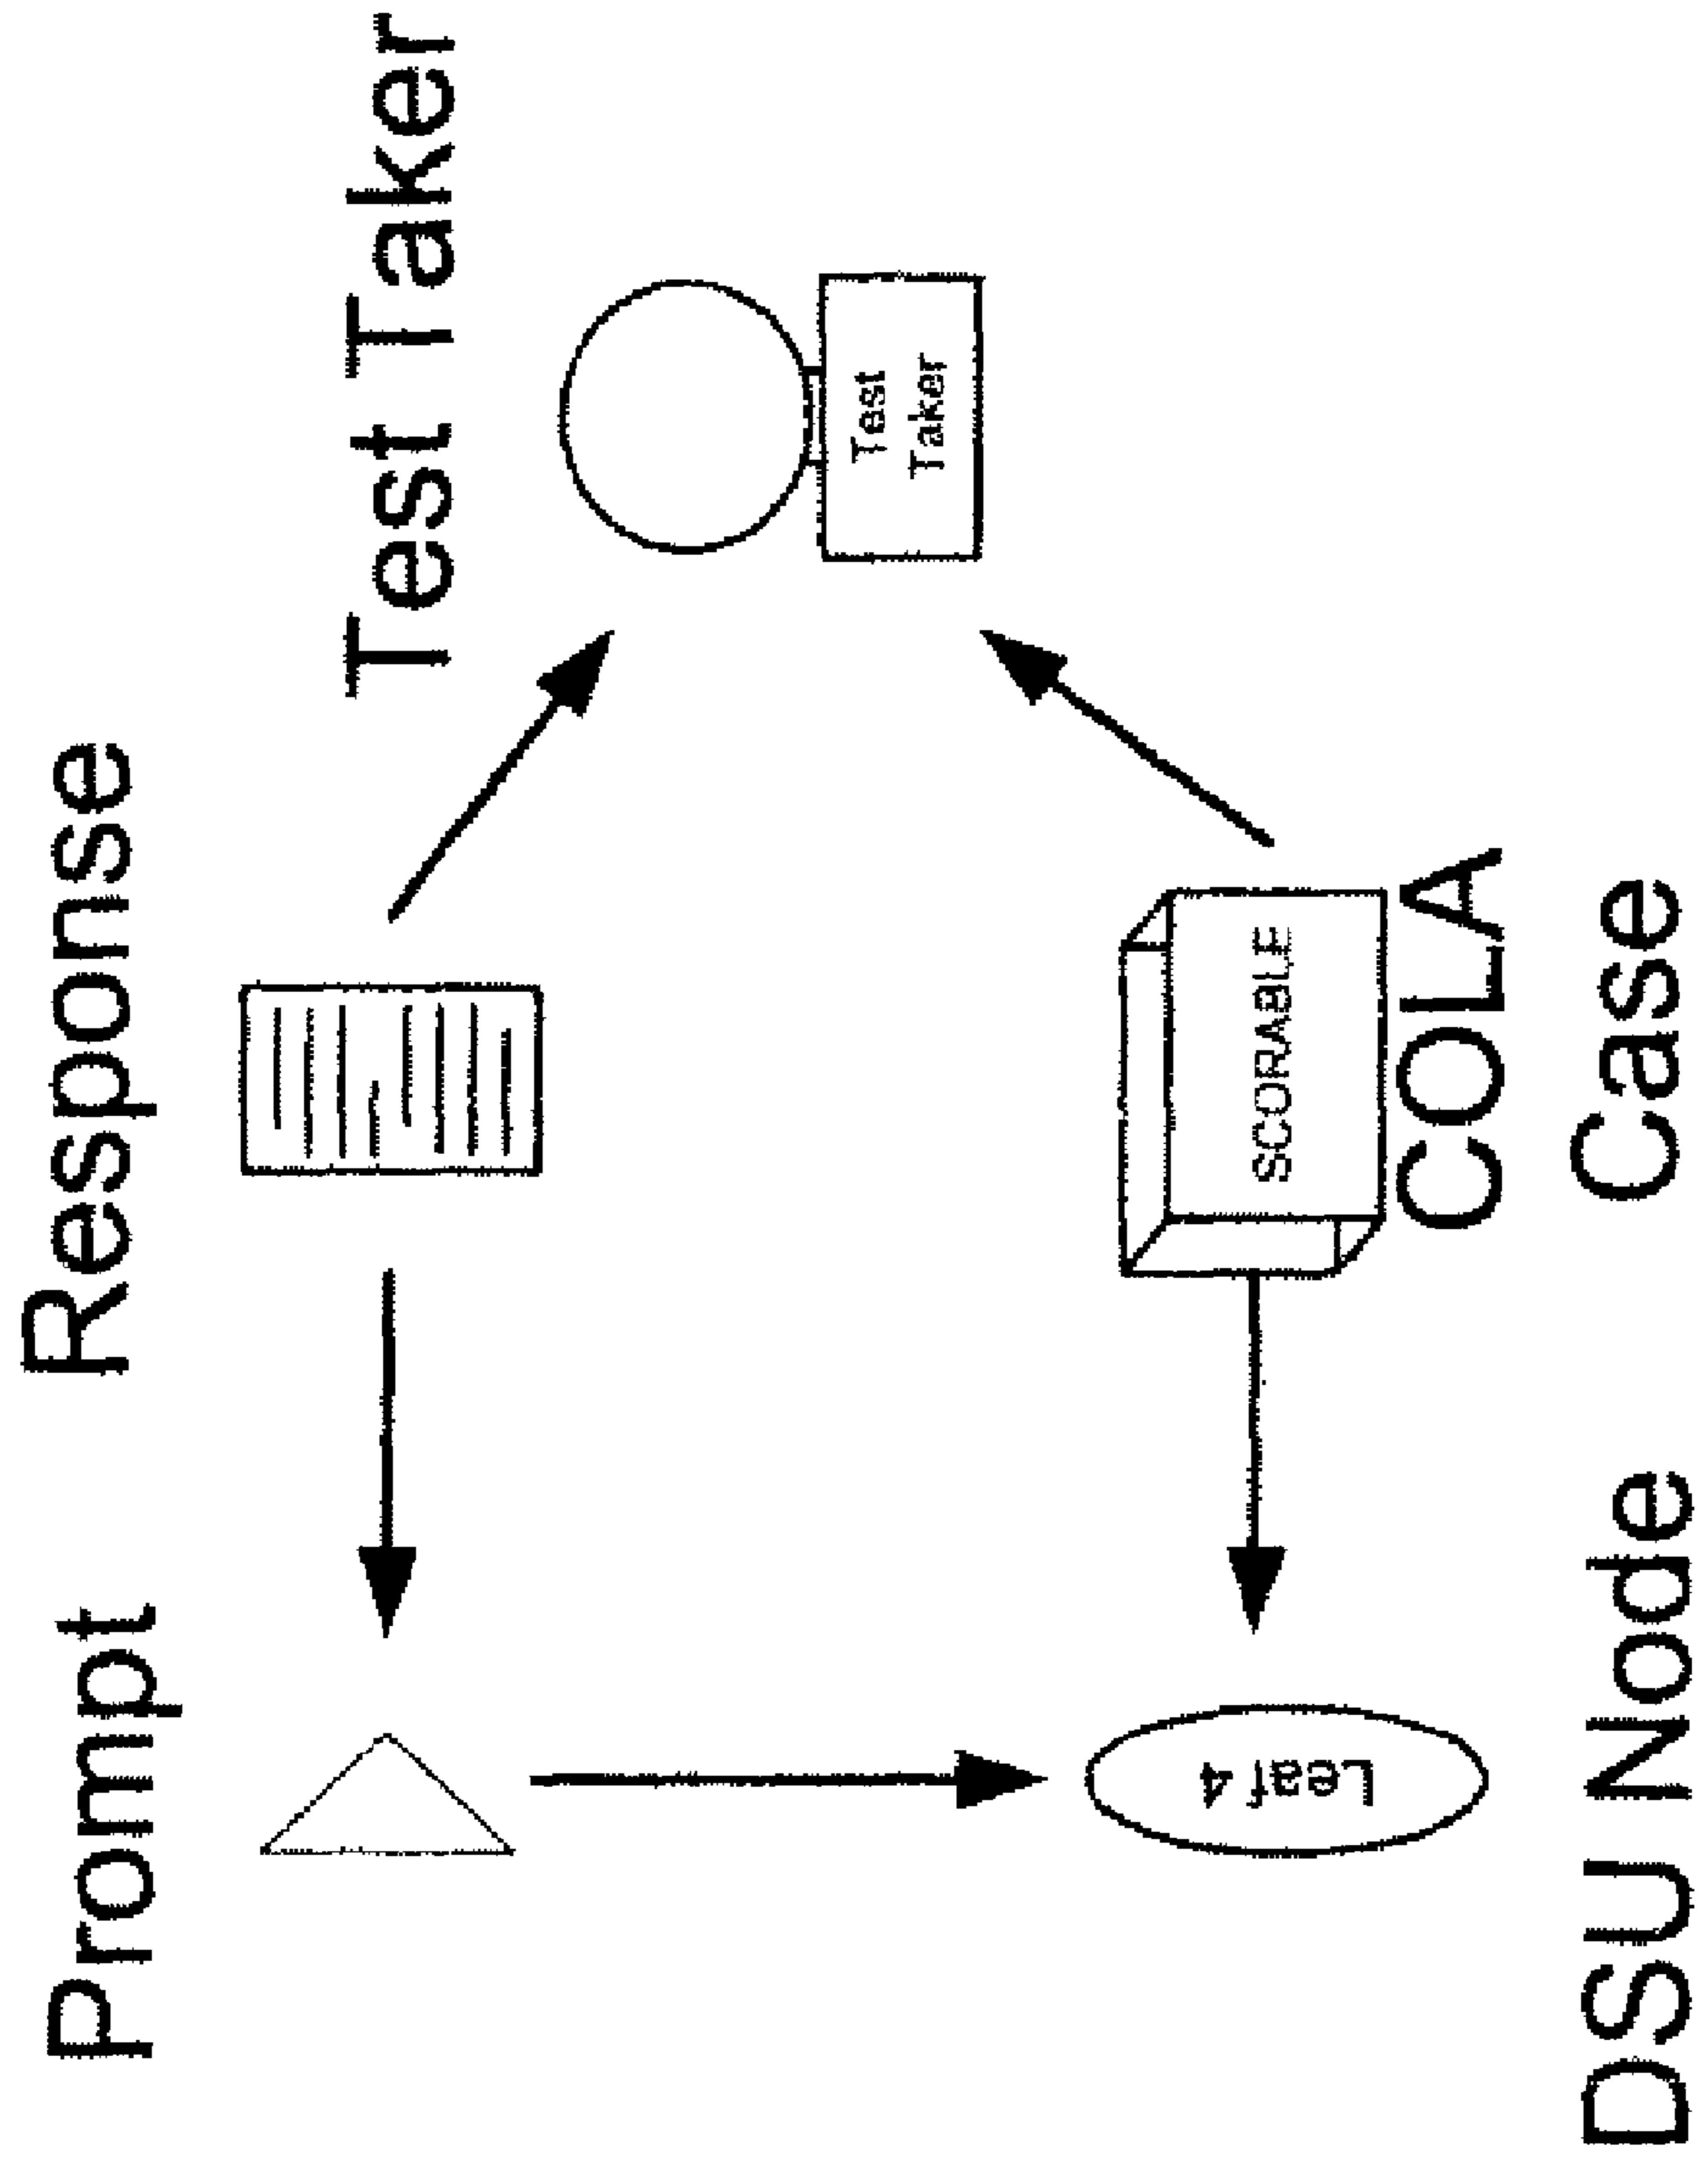 Prompt
Response
Test Taker
Test
Taker
Leaf 4
SCORABLE
COLA
DSU Node
Case